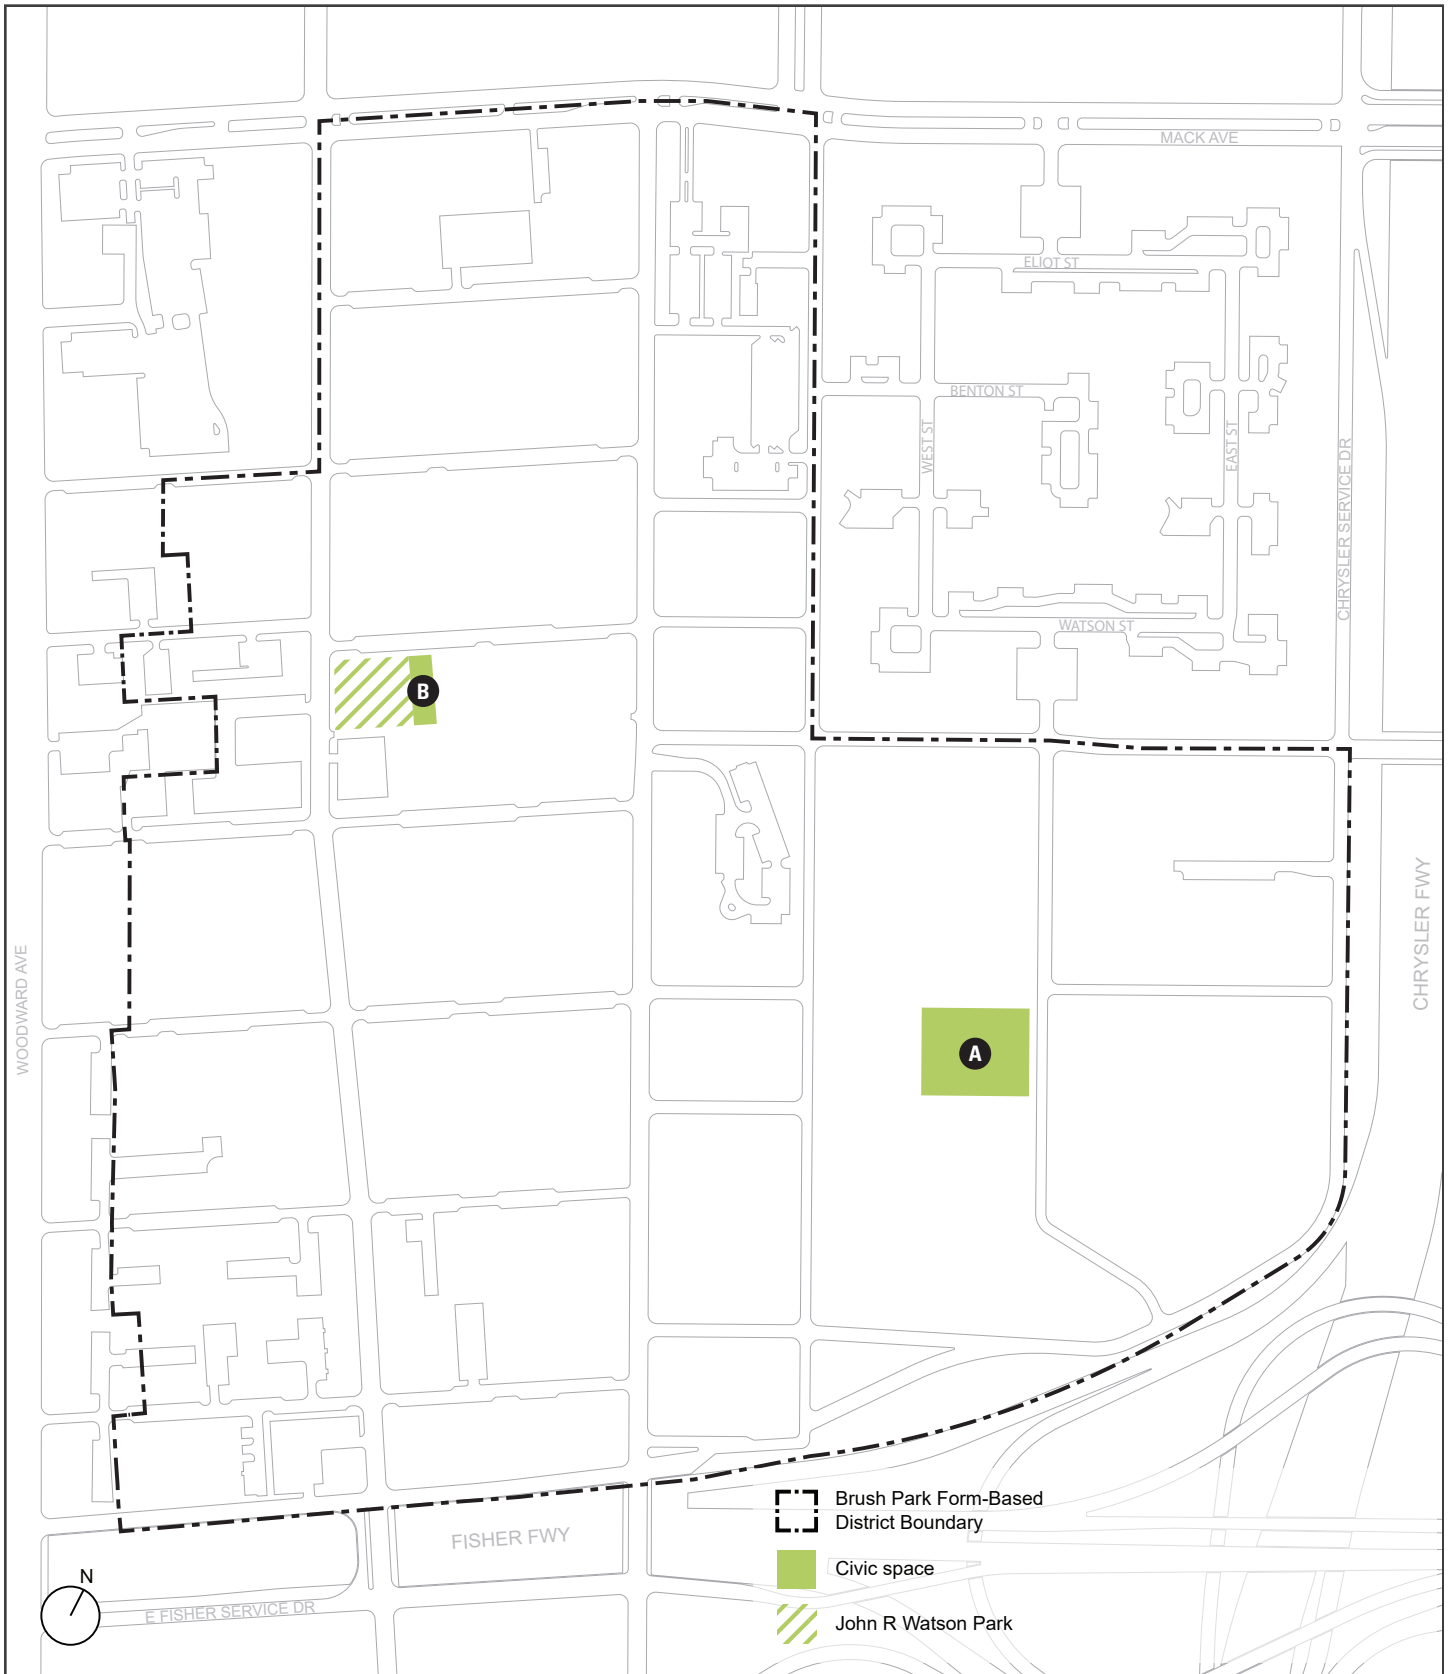 MACK AVE
ELIOT ST
BENTON ST
WEST ST
EAST ST
CHRYSLER SERVICE DR
WATSON ST
B
CHRYSLER FWY
WOODWARD AVE
A
Brush Park Form-Based
District Boundary
FISHER FWY
Civic space
N
E FISHER SERVICE DR
John R Watson Park